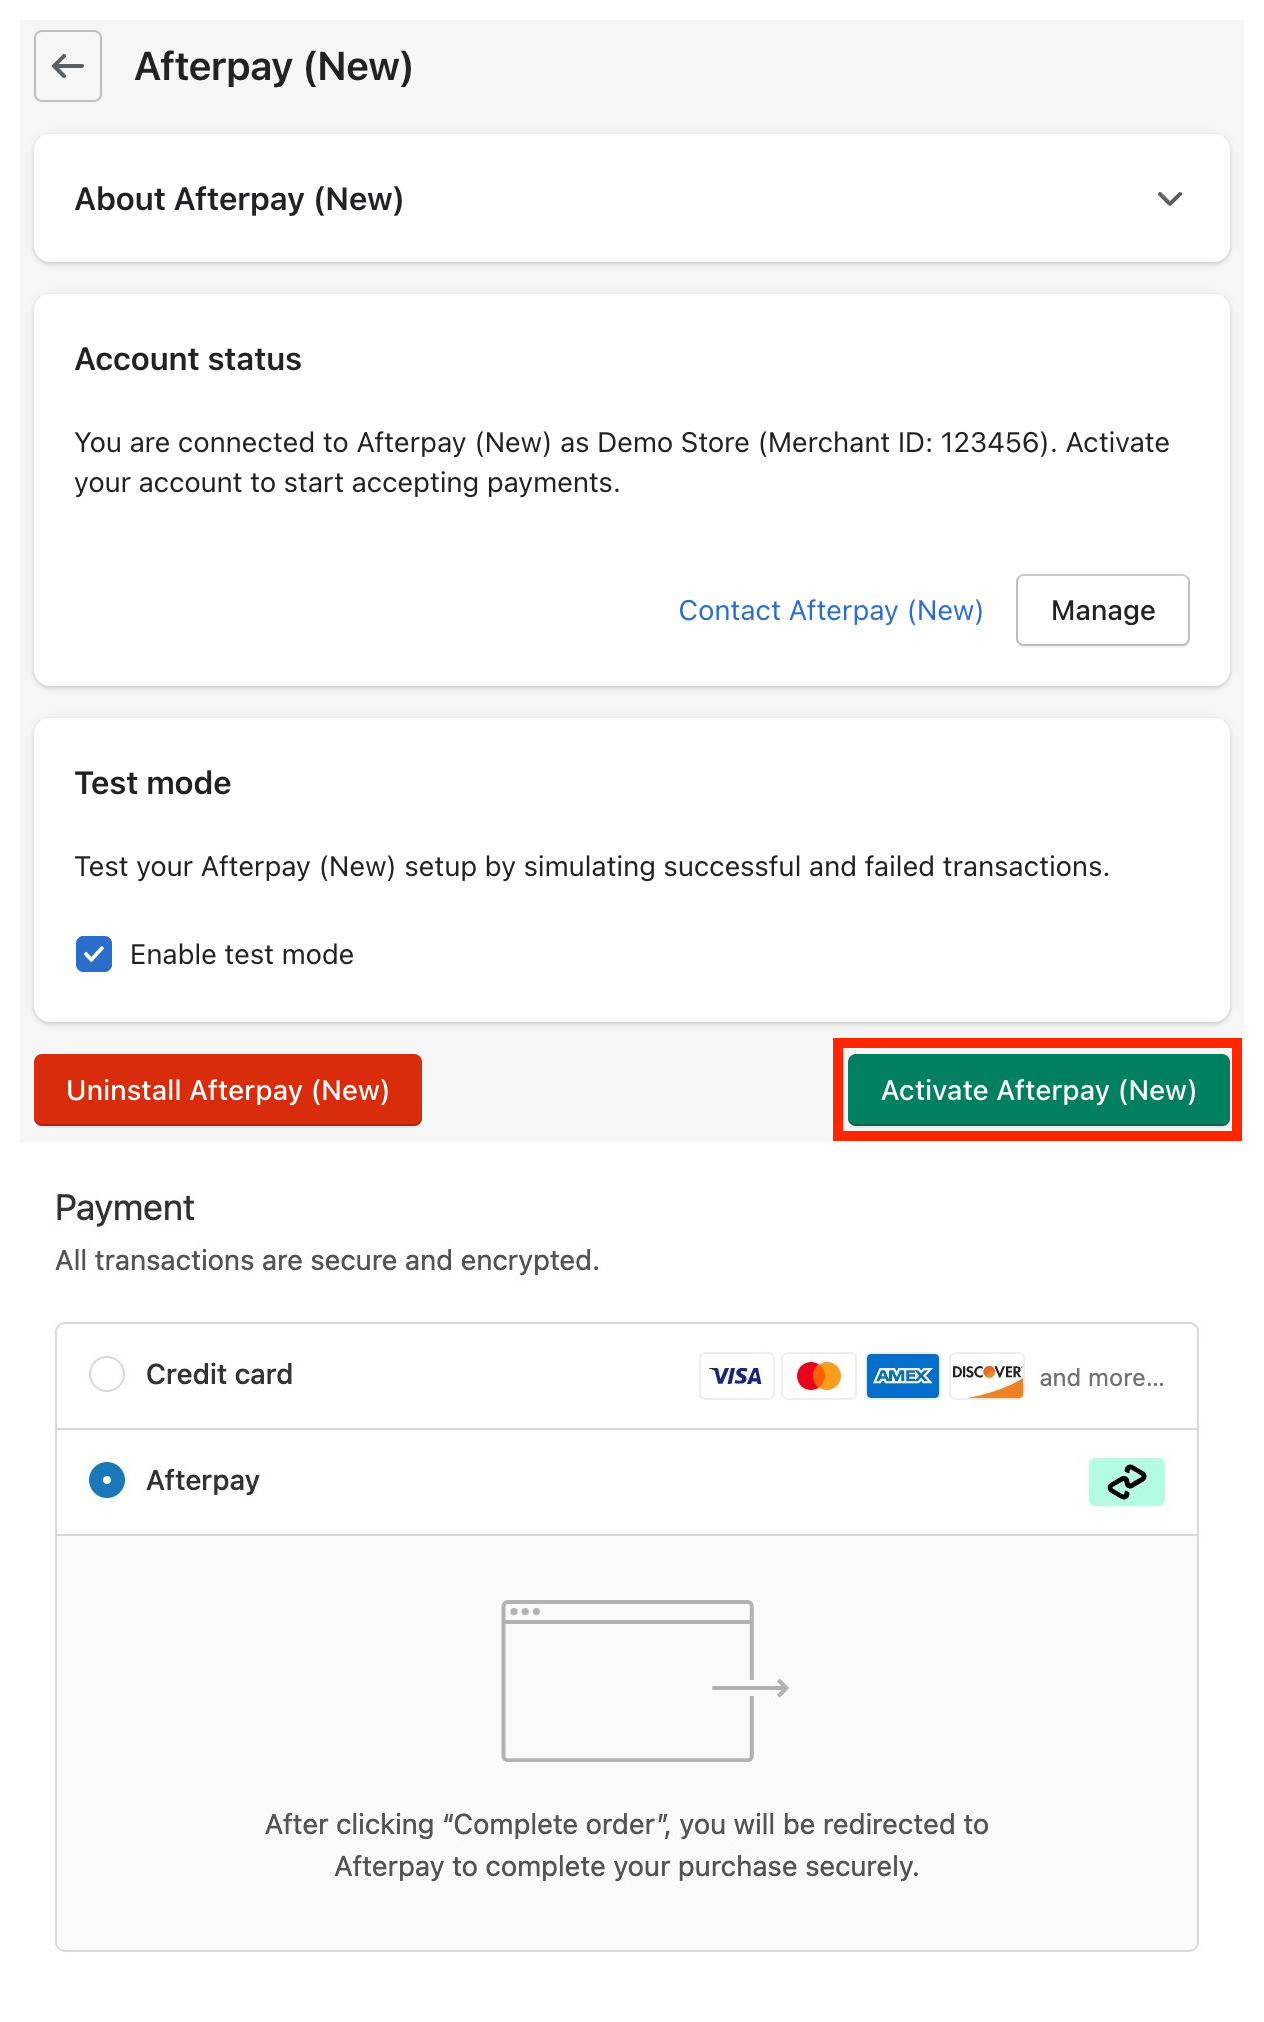 Afterpay (New)
About Afterpay (New)
Account status
You are connected to Afterpay (New) as Demo Store (Merchant ID: 123456). Activate
your account to start accepting payments.
Contact Afterpay (New)
Manage
Test mode
Test your Afterpay (New) setup by simulating successful and failed transactions.
Enable test mode
Uninstall Afterpay (New)
Activate Afterpay (New)
Payment
All transactions are secure and encrypted.
Credit card
VISA
AMEX
DISCOVER
and more...
Afterpay
After clicking “Complete order”, you will be redirected to
Afterpay to complete your purchase securely.